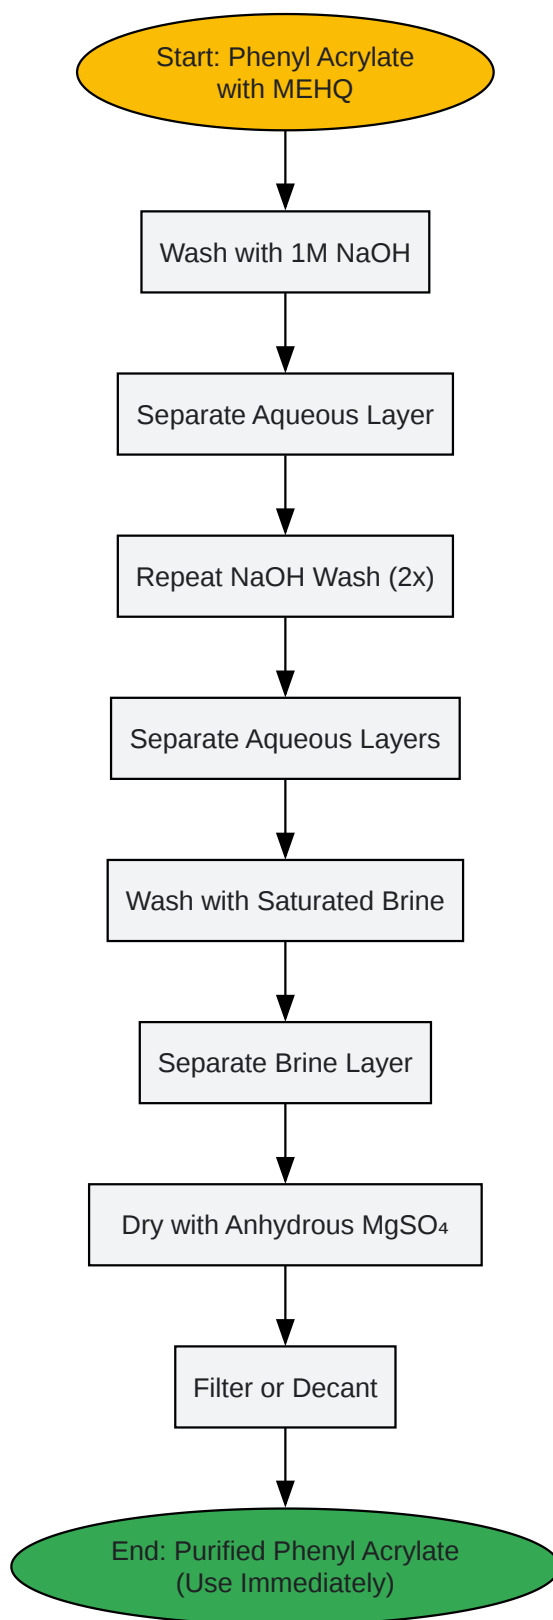 Start: Phenyl Acrylate
with MEHQ
Wash with 1M NaOH
Separate Aqueous Layer
Repeat NaOH Wash (2x)
Separate Aqueous Layers
Wash with Saturated Brine
Separate Brine Layer
Dry with Anhydrous MgSO₄
Filter or Decant
End: Purified Phenyl Acrylate
(Use Immediately)